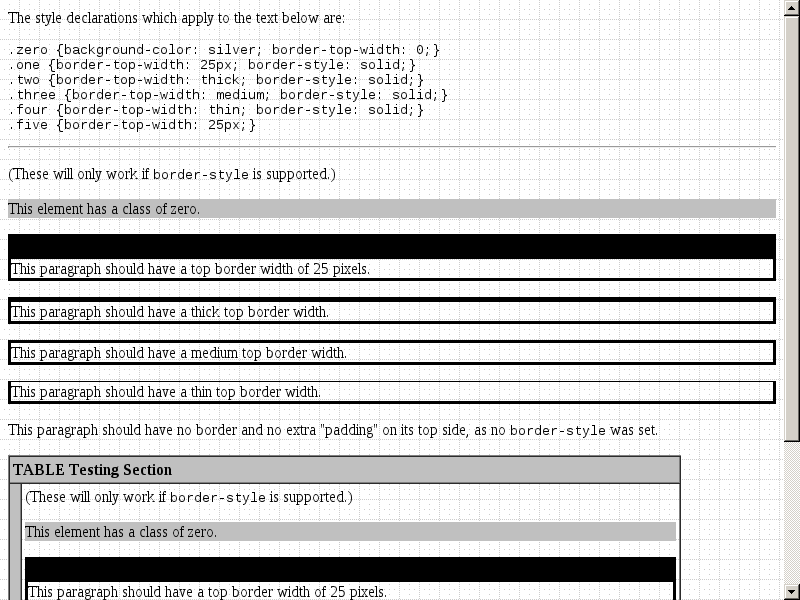 The style declarations which apply to the text below are:
.zero {background-color: silver; border-top-width: 0;}
.one {border-top-width: 25px; border-style: solid;}
.two {border-top-width: thick; border-style: solid;}
.three {border-top-width: medium; border-style: solid;}
.four {border-top-width: thin; border-style: solid;}
.five {border-top-width: 25px;}
(These will only work if border-style is supported.)
This element has a class of zero.
This paragraph should have a top border width of 25 pixels.
This paragraph should have a thick top border width.
This paragraph should have a medium top border width.
This paragraph should have a thin top border width.
This paragraph should have no border and no extra "padding" on its top side, as no border-style was set.
TABLE Testing Section
(These will only work if border-style is supported.)
This element has a class of zero.
This paragraph should have a top border width of 25 pixels.